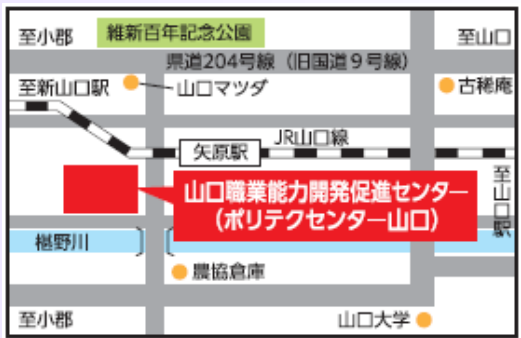 至小郡
維新百年記念公園
至山口
県道204号線（旧国道９号線）
至新山口駅
山口マツダ
古稀庵
JR山口線
矢原駅
至山口駅
山口職業能力開発促進センター
（ポリテクセンター山口）
椹野川
農協倉庫
至小郡
山口大学